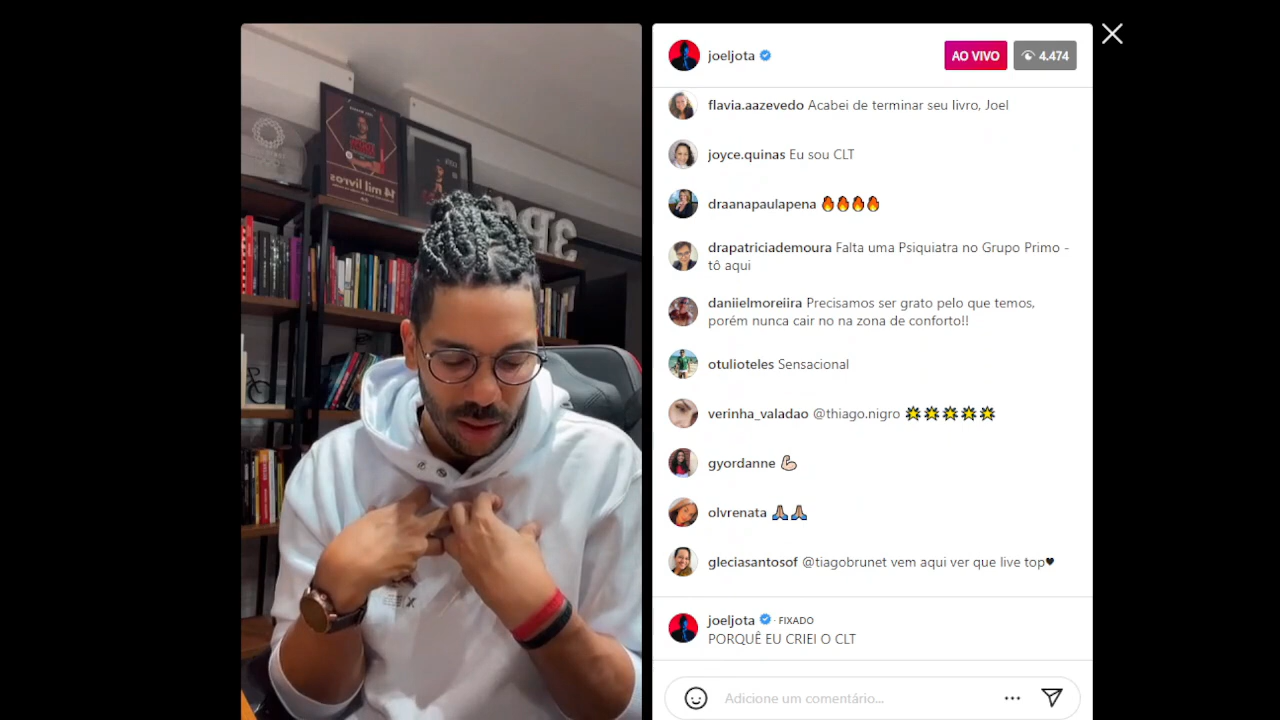 joeljota
AO VIVO
4.474
flavia.aazevedo Acabei de terminar seu livro, Joel
joyce.quinas Eu sou CLT
draanapaulapena 🔥🔥🔥🔥
drapatriciademoura Falta uma Psiquiatra no Grupo Primo -
tô aqui
daniielmoreiira Precisamos ser grato pelo que temos,
porém nunca cair no na zona de conforto!!
otulioteles Sensacional
verinha_valadao @thiago.nigro 🌟🌟🌟🌟🌟
gyordanne 💪🏻
olvrenata 🙏🏽🙏🏽
gleciasantosof @tiagobrunet vem aqui ver que live top🖤
joeljota · FIXADO
PORQUÊ EU CRIEI O CLT
Adicione um comentário...
14 mil livros